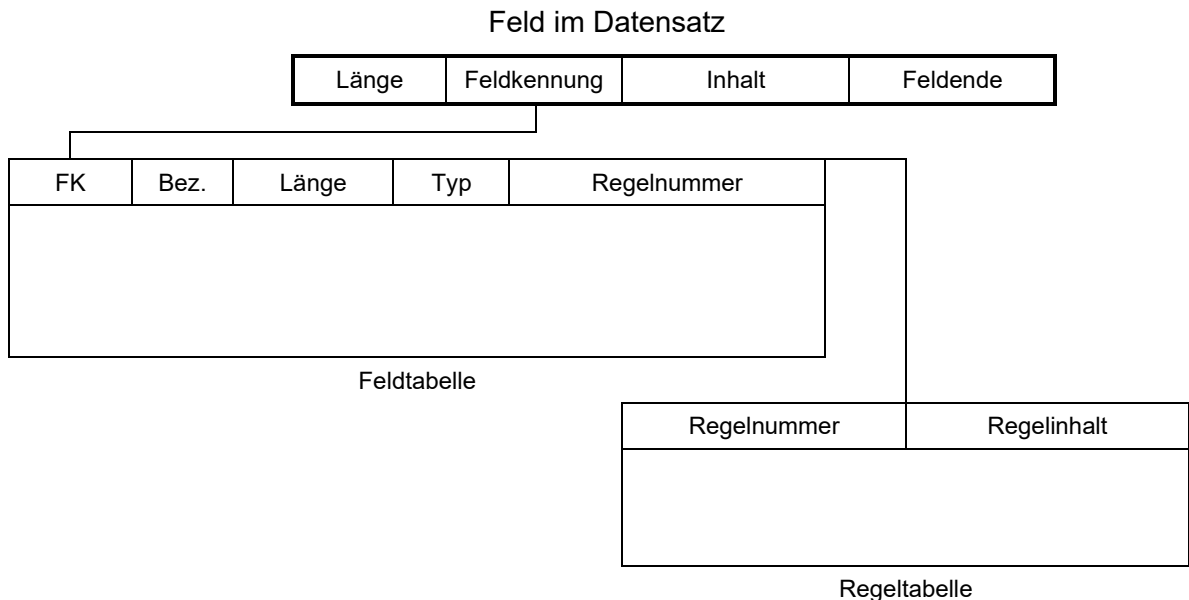 Feld im Datensatz
Länge Feldkennung Inhalt Feldende
FK Bez. Länge Typ Regelnummer
Feldtabelle
Regelnummer Regelinhalt
Regeltabelle